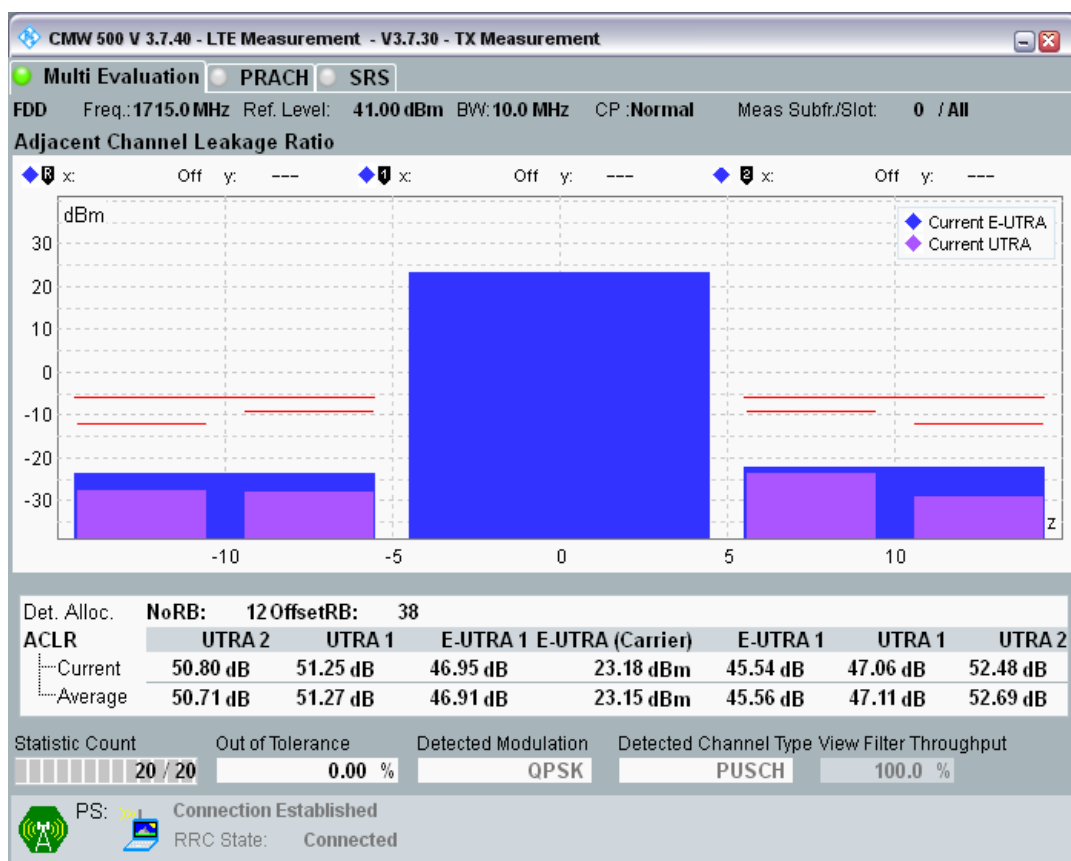 CMW 500 V 3.7.40 - LTE Measurement - V3.7.30 - TX Measurement
Multi Evaluation PRACH SRS
FDD Freq.: 1715.0 MHz Ref. Level: 41.00 dBm BW: 10.0 MHz CP : Normal Meas Subfr./Slot: 0 / All
Adjacent Channel Leakage Ratio
R x: Off y: --- 1 x: Off y: --- 2 x: Off y: ---
dBm
Current E-UTRA
Current UTRA
30
20
10
0
-10
-20
-30
z
-10 -5 0 5 10
Det. Alloc. NoRB: 12 OffsetRB: 38
ACLR UTRA 2 UTRA 1 E-UTRA 1 E-UTRA (Carrier) E-UTRA 1 UTRA 1 UTRA 2
Current 50.80 dB 51.25 dB 46.95 dB 23.18 dBm 45.54 dB 47.06 dB 52.48 dB
Average 50.71 dB 51.27 dB 46.91 dB 23.15 dBm 45.56 dB 47.11 dB 52.69 dB
Statistic Count Out of Tolerance Detected Modulation Detected Channel Type View Filter Throughput
20 / 20 0.00 % QPSK PUSCH 100.0 %
PS: Connection Established
RRC State: Connected